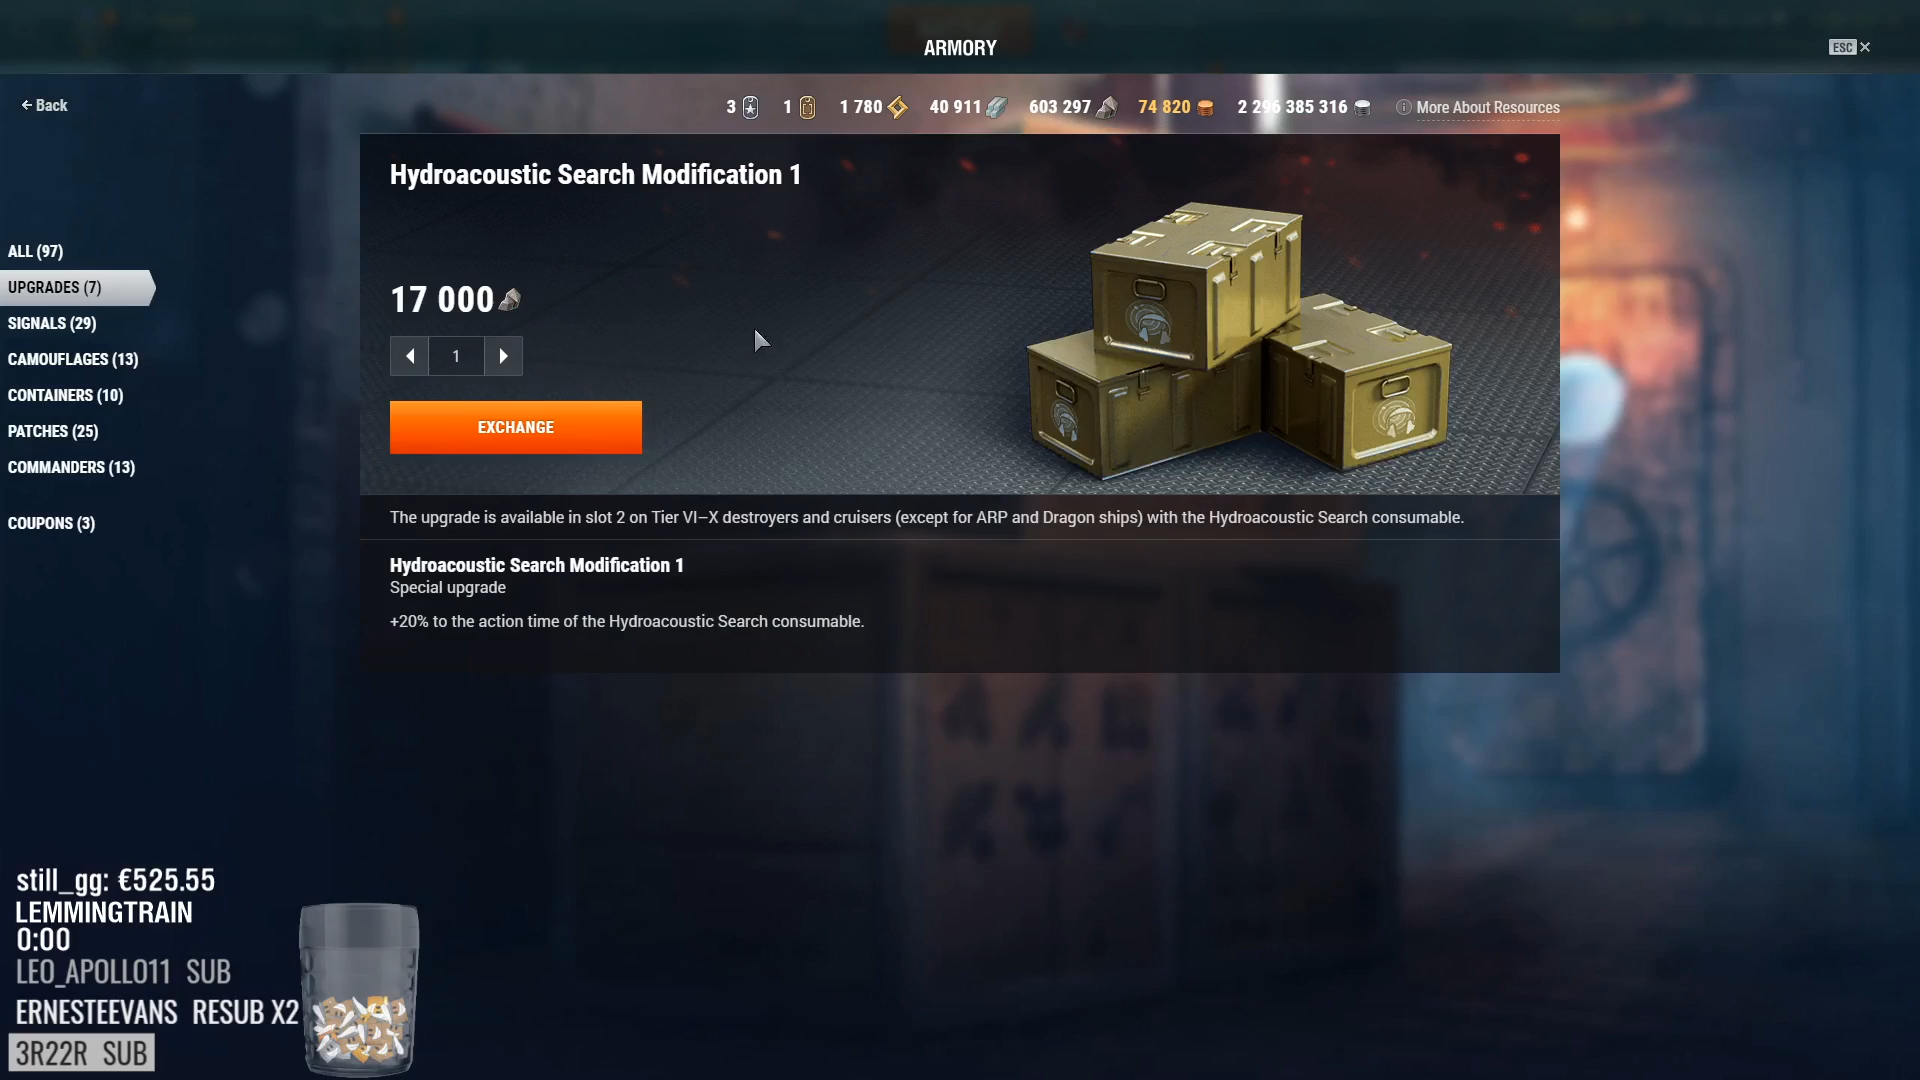 ARMORY
ESC
Back
3 1 1 780 40 911 603 297 74 820 2 296 385 316 More About Resources
Hydroacoustic Search Modification 1
ALL (97)
UPGRADES (7)
SIGNALS (29)
CAMOUFLAGES (13)
CONTAINERS (10)
PATCHES (25)
COMMANDERS (13)
COUPONS (3)
17 000
1
EXCHANGE
The upgrade is available in slot 2 on Tier VI–X destroyers and cruisers (except for ARP and Dragon ships) with the Hydroacoustic Search consumable.
Hydroacoustic Search Modification 1
Special upgrade
+20% to the action time of the Hydroacoustic Search consumable.
still_gg: €525.55
LEMMINGTRAIN
0:00
LEO_APOLLO11 SUB
ERNESTEEVANS RESUB X2
3R22R SUB